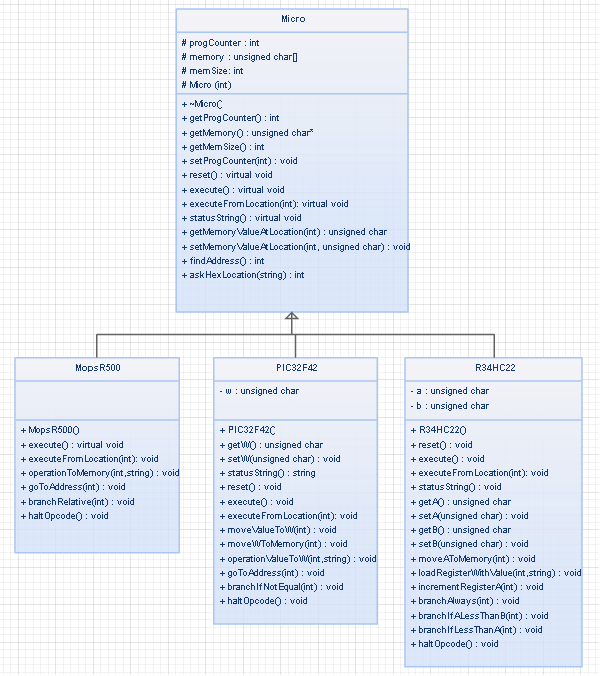 Micro
# progCounter : int
# memory : unsigned char[]
# memSize: int
# Micro (int)
+ ~Micro()
+ getProgCounter() : int
+ getMemory() : unsigned char*
+ getMemSize() : int
+ setProgCounter(int) : void
+ reset() : virtual void
+ execute() : virtual void
+ executeFromLocation(int): virtual void
+ statusString() : virtual void
+ getMemoryValueAtLocation(int) : unsigned char
+ setMemoryValueAtLocation(int, unsigned char) : void
+ findAddress() : int
+ askHexLocation(string) : int
MopsR500
+ MopsR500()
+ execute() : virtual void
+ executeFromLocation(int): void
+ operationToMemory(int,string) : void
+ goToAddress(int) : void
+ branchRelative(int) : void
+ haltOpcode() : void
PIC32F42
- w : unsigned char
+ PIC32F42()
+ getW() : unsigned char
+ setW(unsigned char) : void
+ statusString() : string
+ reset() : void
+ execute() : void
+ executeFromLocation(int): void
+ moveValueToW(int) : void
+ moveWToMemory(int) : void
+ operationValueToW(int,string) : void
+ goToAddress(int) : void
+ branchIfNotEqual(int) : void
+ haltOpcode() : void
R34HC22
- a : unsigned char
- b : unsigned char
+ R34HC22()
+ reset() : void
+ execute() : void
+ executeFromLocation(int): void
+ statusString() : void
+ getA() : unsigned char
+ setA(unsigned char) : void
+ getB() : unsigned char
+ setB(unsigned char) : void
+ moveAToMemory(int) : void
+ loadRegisterWithValue(int,string) : void
+ incrementRegisterA(int) : void
+ branchAlways(int) : void
+ branchIfALessThanB(int) : void
+ branchIfLessThanA(int) : void
+ haltOpcode() : void